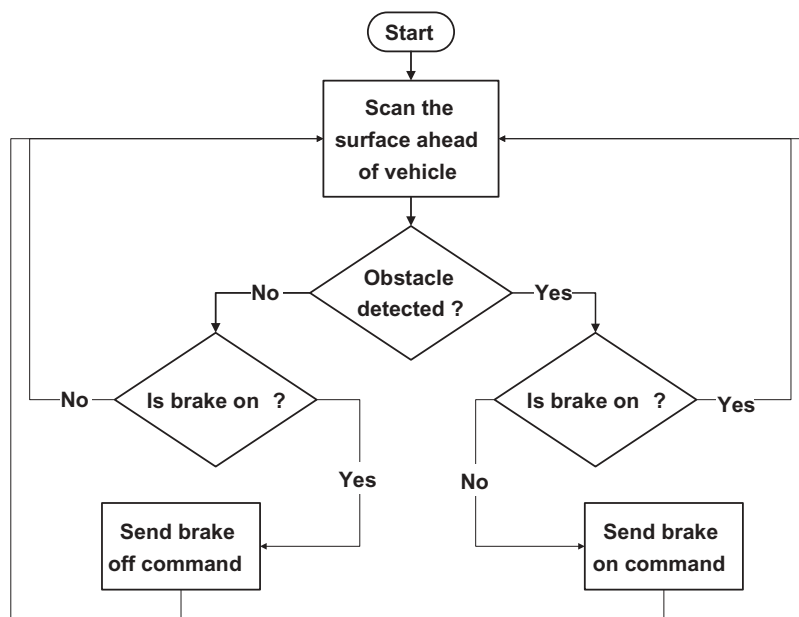 Start
Scan the
surface ahead
of vehicle
Obstacle
detected ?
No
Yes
Is brake on ?
Is brake on ?
No
Yes
Yes
No
Send brake
off command
Send brake
on command